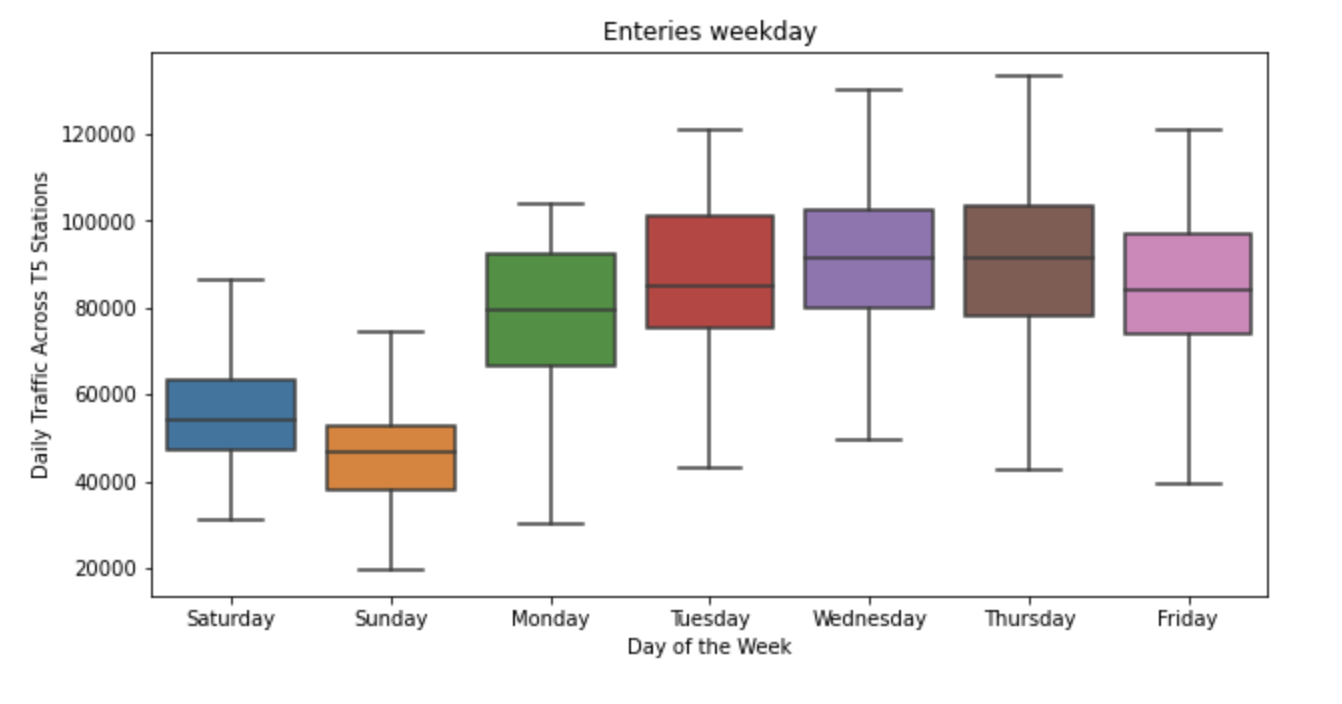 Enteries weekday
Daily Traffic Across T5 Stations
120000
100000
80000
60000
40000
20000
Saturday Sunday Monday Tuesday Wednesday Thursday Friday
Day of the Week